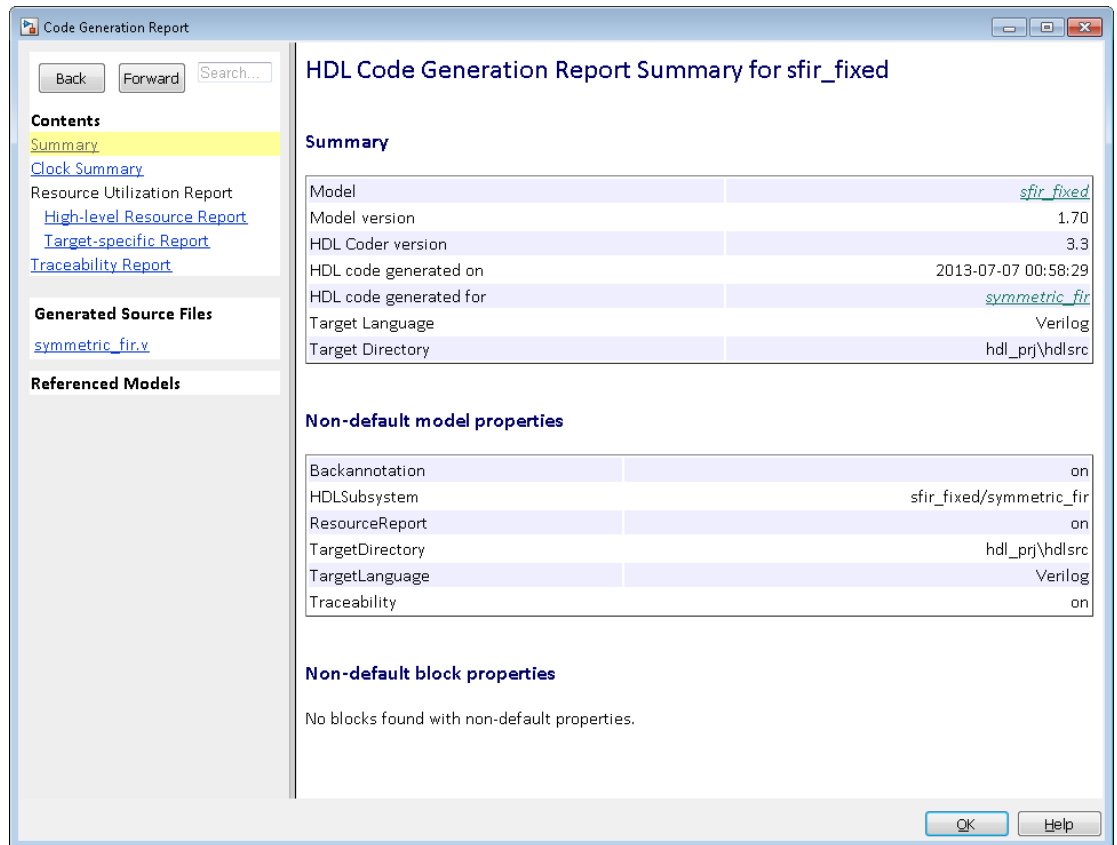 Code Generation Report
Back Forward Search...
Contents
Summary
Clock Summary
Resource Utilization Report
High-level Resource Report
Target-specific Report
Traceability Report
Generated Source Files
symmetric_fir.v
Referenced Models
HDL Code Generation Report Summary for sfir_fixed
Summary
Model sfir_fixed
Model version 1.70
HDL Coder version 3.3
HDL code generated on 2013-07-07 00:58:29
HDL code generated for symmetric_fir
Target Language Verilog
Target Directory hdl_prj\hdlsrc
Non-default model properties
Backannotation on
HDLSubsystem sfir_fixed/symmetric_fir
ResourceReport on
TargetDirectory hdl_prj\hdlsrc
TargetLanguage Verilog
Traceability on
Non-default block properties
No blocks found with non-default properties.
OK Help